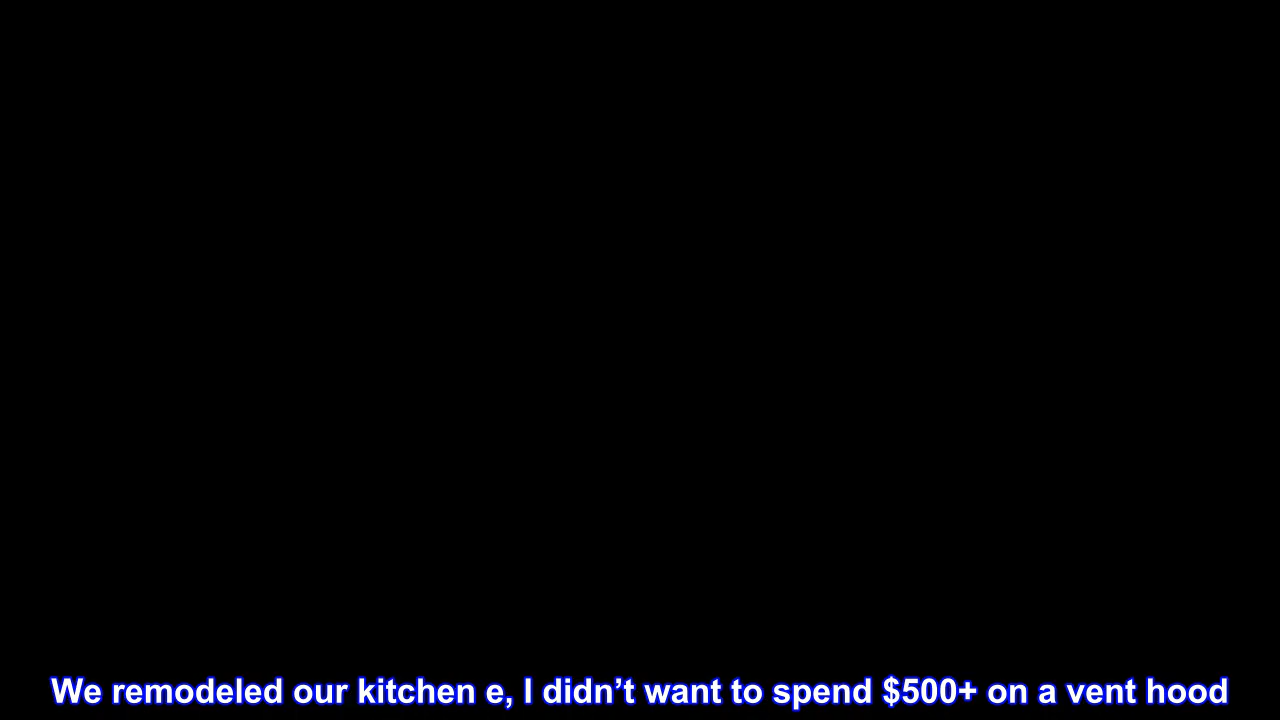 We remodeled our kitchen e, I didn’t want to spend $500+ on a vent hood